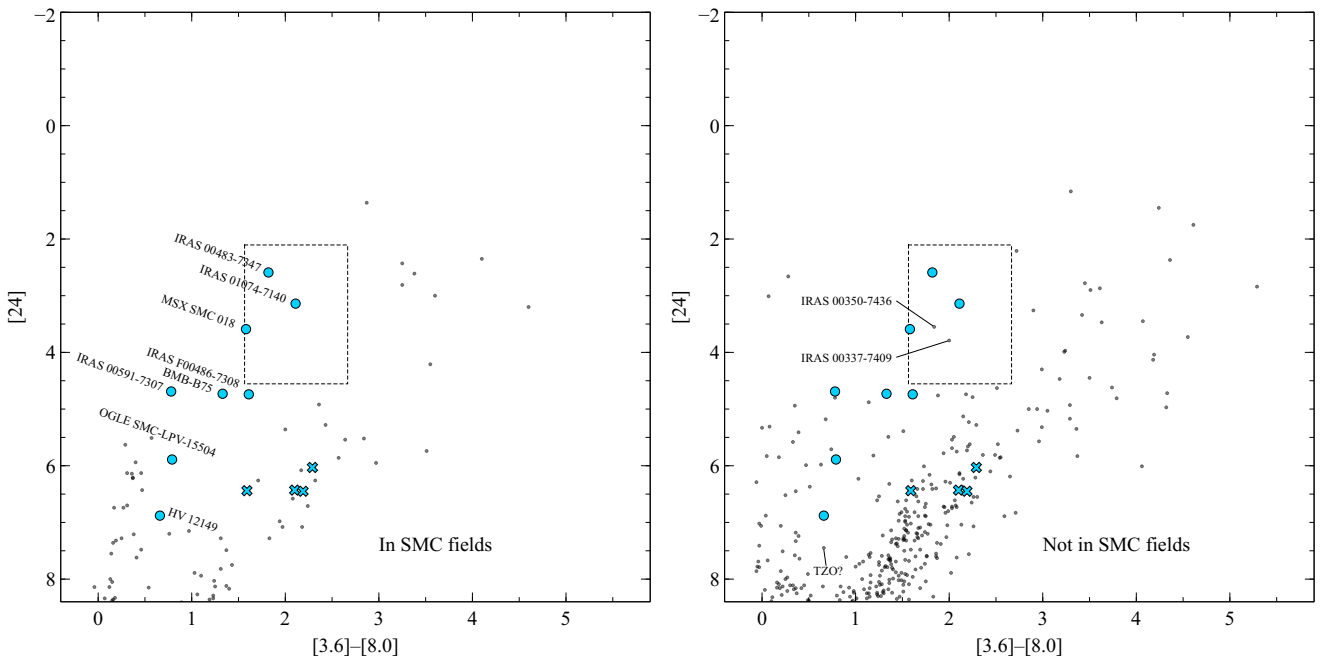 −2
0
2
4
6
8
[24]
IRAS 00483-7347
IRAS 01074-7140
MSX SMC 018
IRAS F00486-7308
IRAS 00591-7307
BMB-B75
OGLE SMC-LPV-15504
HV 12149
In SMC fields
0 1 2 3 4 5
[3.6]–[8.0]
−2
0
2
4
6
8
[24]
IRAS 00350-7436
IRAS 00337-7409
TZO?
Not in SMC fields
0 1 2 3 4 5
[3.6]–[8.0]